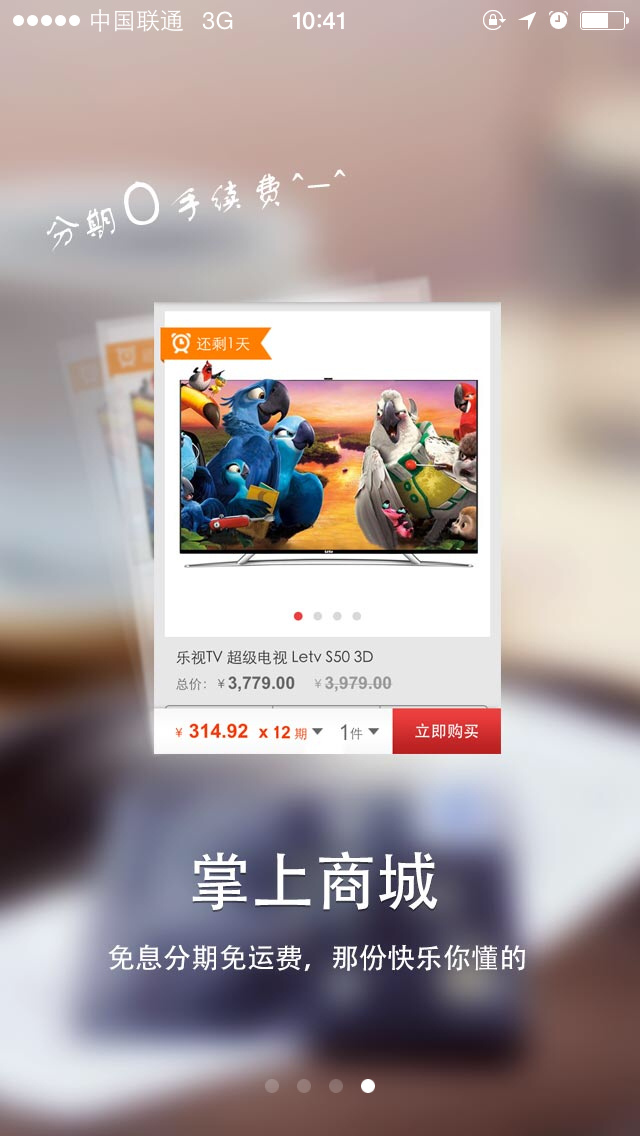 中国联通 3G 10:41
分期0手续费^_^
还剩1天
Letv
乐视TV 超级电视 Letv S50 3D
总价: ¥3,779.00 ¥3,979.00
¥ 314.92 x 12 期 1件 立即购买
掌上商城
免息分期免运费，那份快乐你懂的